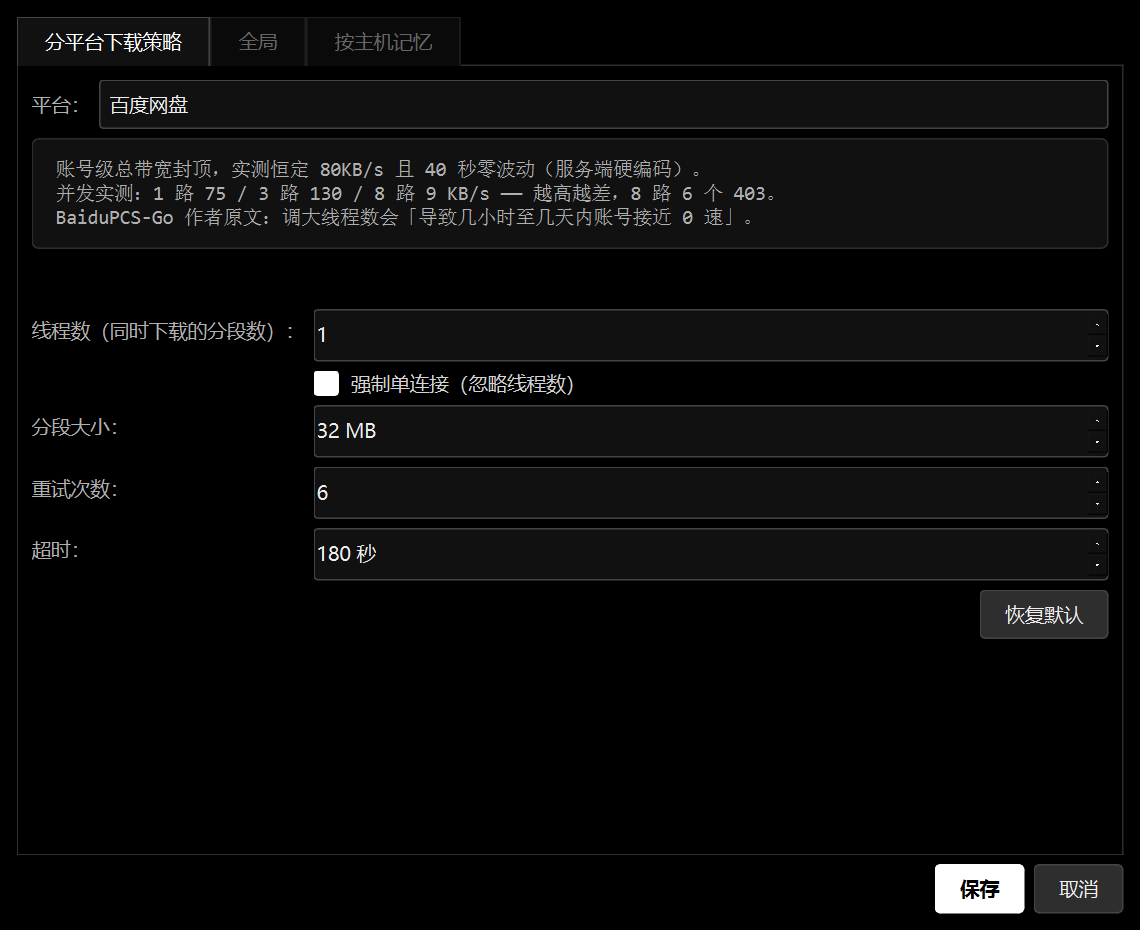 分平台下载策略 全局 按主机记忆
平台: 百度网盘
账号级总带宽封顶，实测恒定 80KB/s 且 40 秒零波动（服务端硬编码）。
并发实测：1 路 75 / 3 路 130 / 8 路 9 KB/s —— 越高越差，8 路 6 个 403。
BaiduPCS-Go 作者原文：调大线程数会「导致几小时至几天内账号接近 0 速」。
线程数（同时下载的分段数）: 1
强制单连接（忽略线程数）
分段大小: 32 MB
重试次数: 6
超时: 180 秒
恢复默认
保存 取消